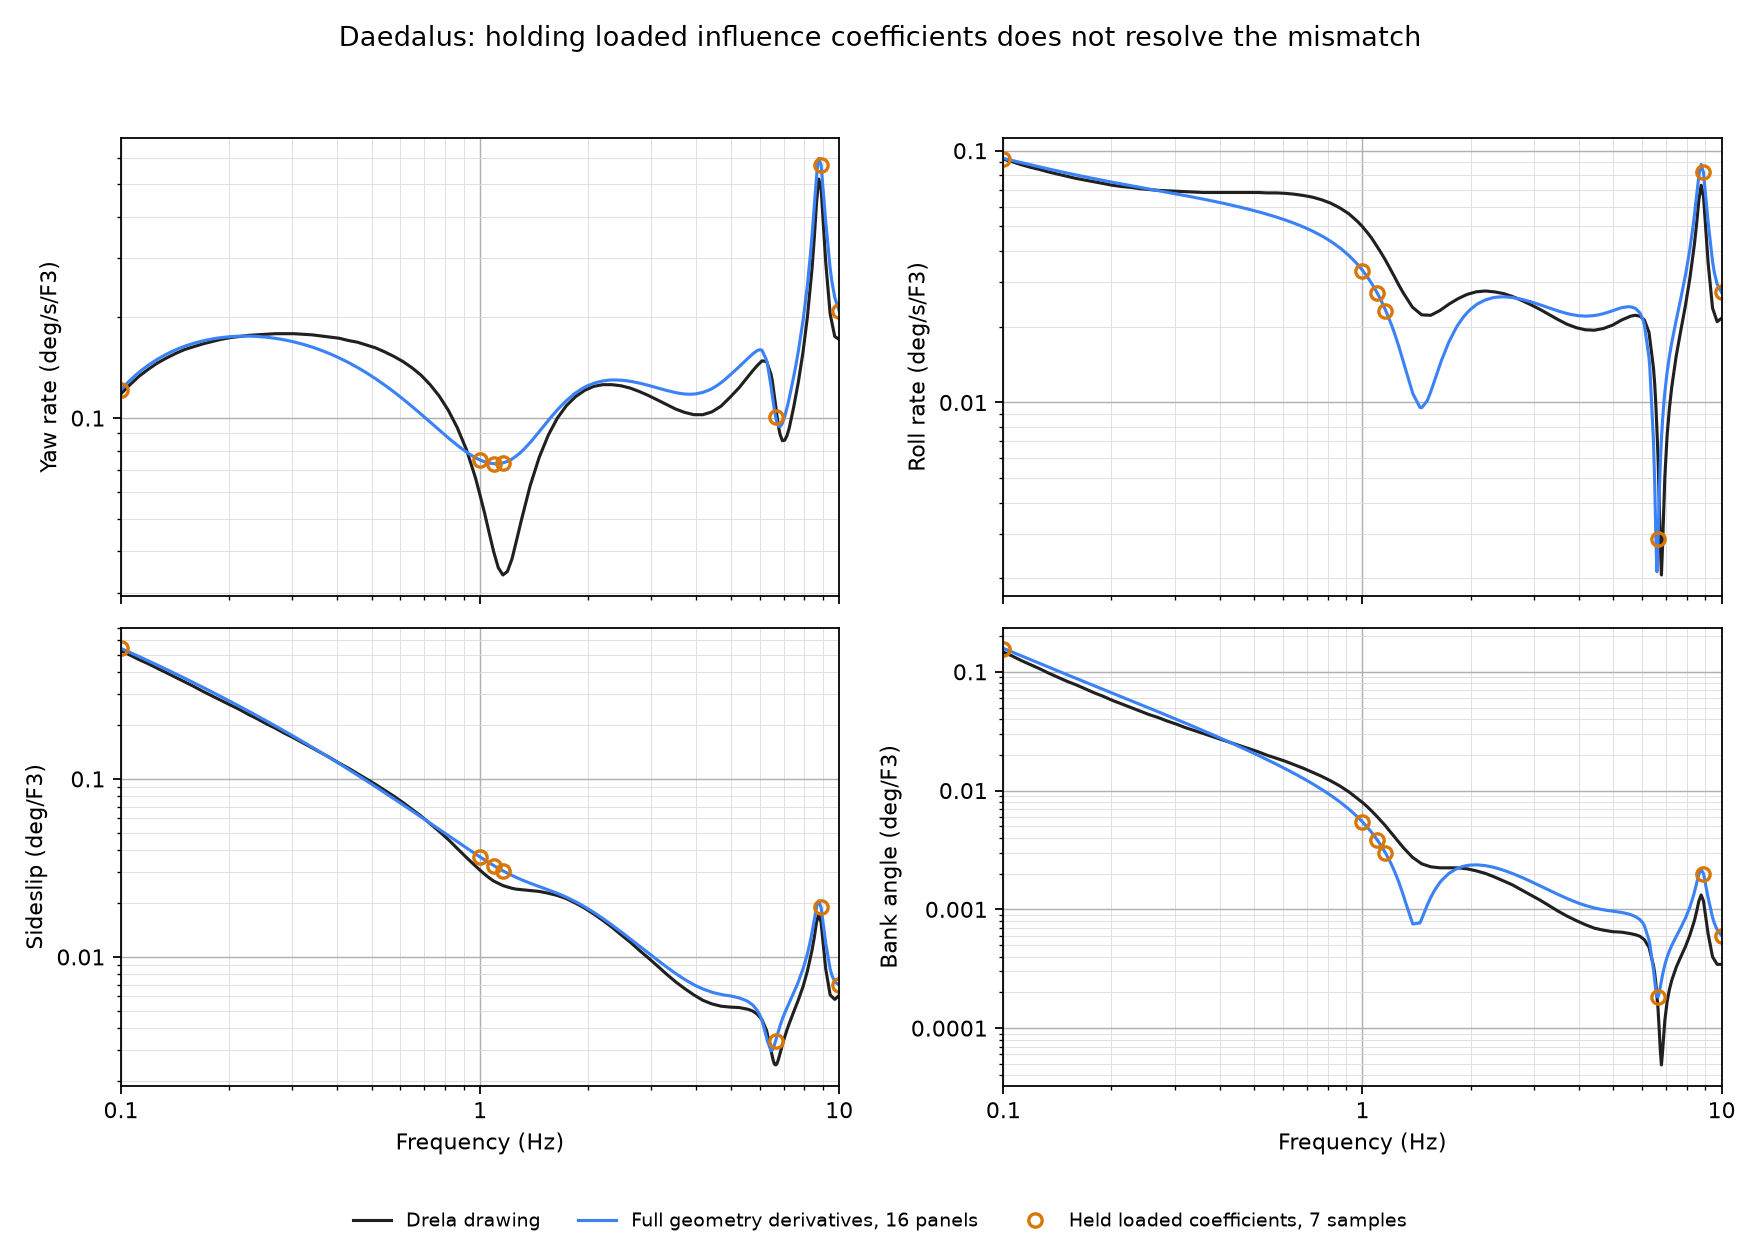 Daedalus: holding loaded influence coefficients does not resolve the mismatch
Yaw rate (deg/s/F3)
0.1
Roll rate (deg/s/F3)
0.1
0.01
Sideslip (deg/F3)
0.1
0.01
0.1
1
10
Frequency (Hz)
Bank angle (deg/F3)
0.1
0.01
0.001
0.0001
0.1
1
10
Frequency (Hz)
Drela drawing
Full geometry derivatives, 16 panels
Held loaded coefficients, 7 samples